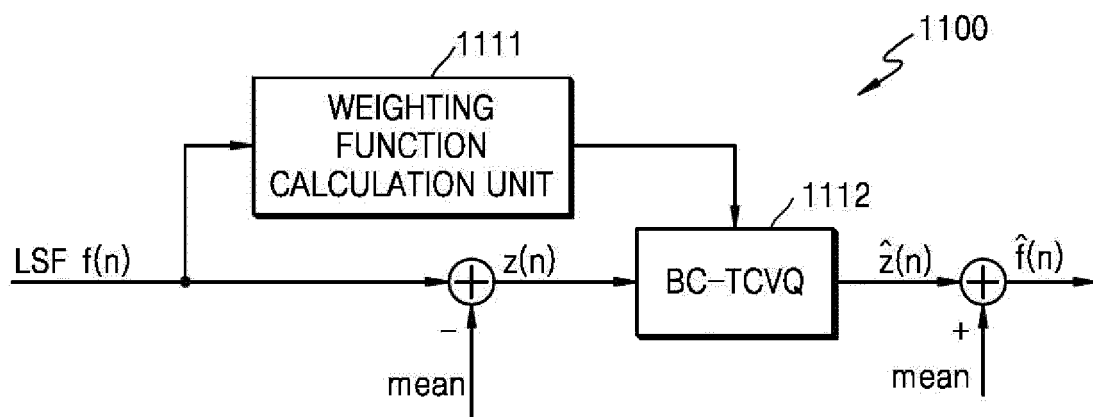 1100
1111
WEIGHTING
FUNCTION
CALCULATION UNIT
1112
LSF f(n)
z(n)
BC-TCVQ
ẑ(n)
f̂(n)
−
+
mean
mean